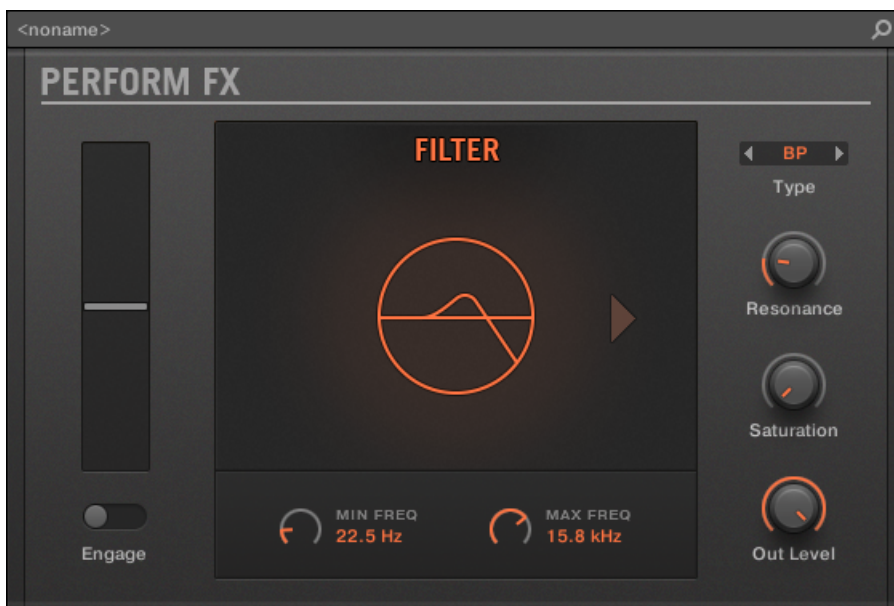 <noname>
PERFORM FX
FILTER
BP
Type
Resonance
Saturation
MIN FREQ
22.5 Hz
MAX FREQ
15.8 kHz
Engage
Out Level